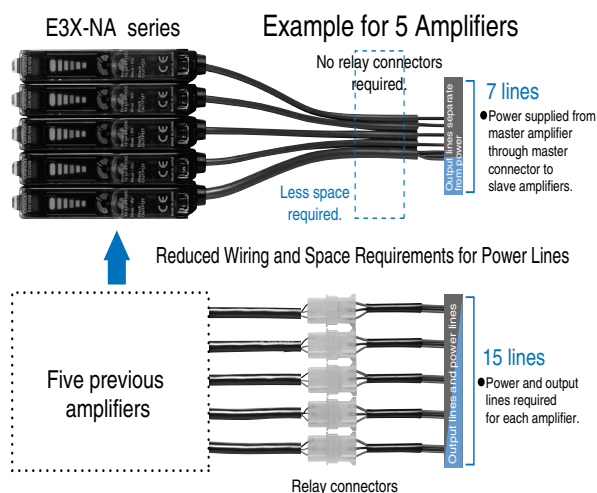 E3X-NA series
Example for 5 Amplifiers
No relay connectors
required.
Output lines separate
from power
7 lines
●Power supplied from
master amplifier
through master
connector to
slave amplifiers.
Less space
required.
Reduced Wiring and Space Requirements for Power Lines
Five previous
amplifiers
Output lines and power lines
15 lines
●Power and output
lines required
for each amplifier.
Relay connectors